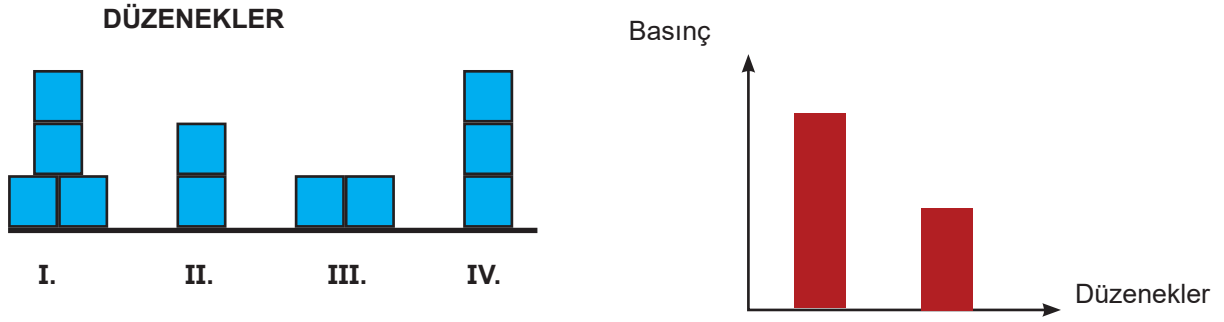 DÜZENEKLER
I. II. III. IV.
Basınç
Düzenekler